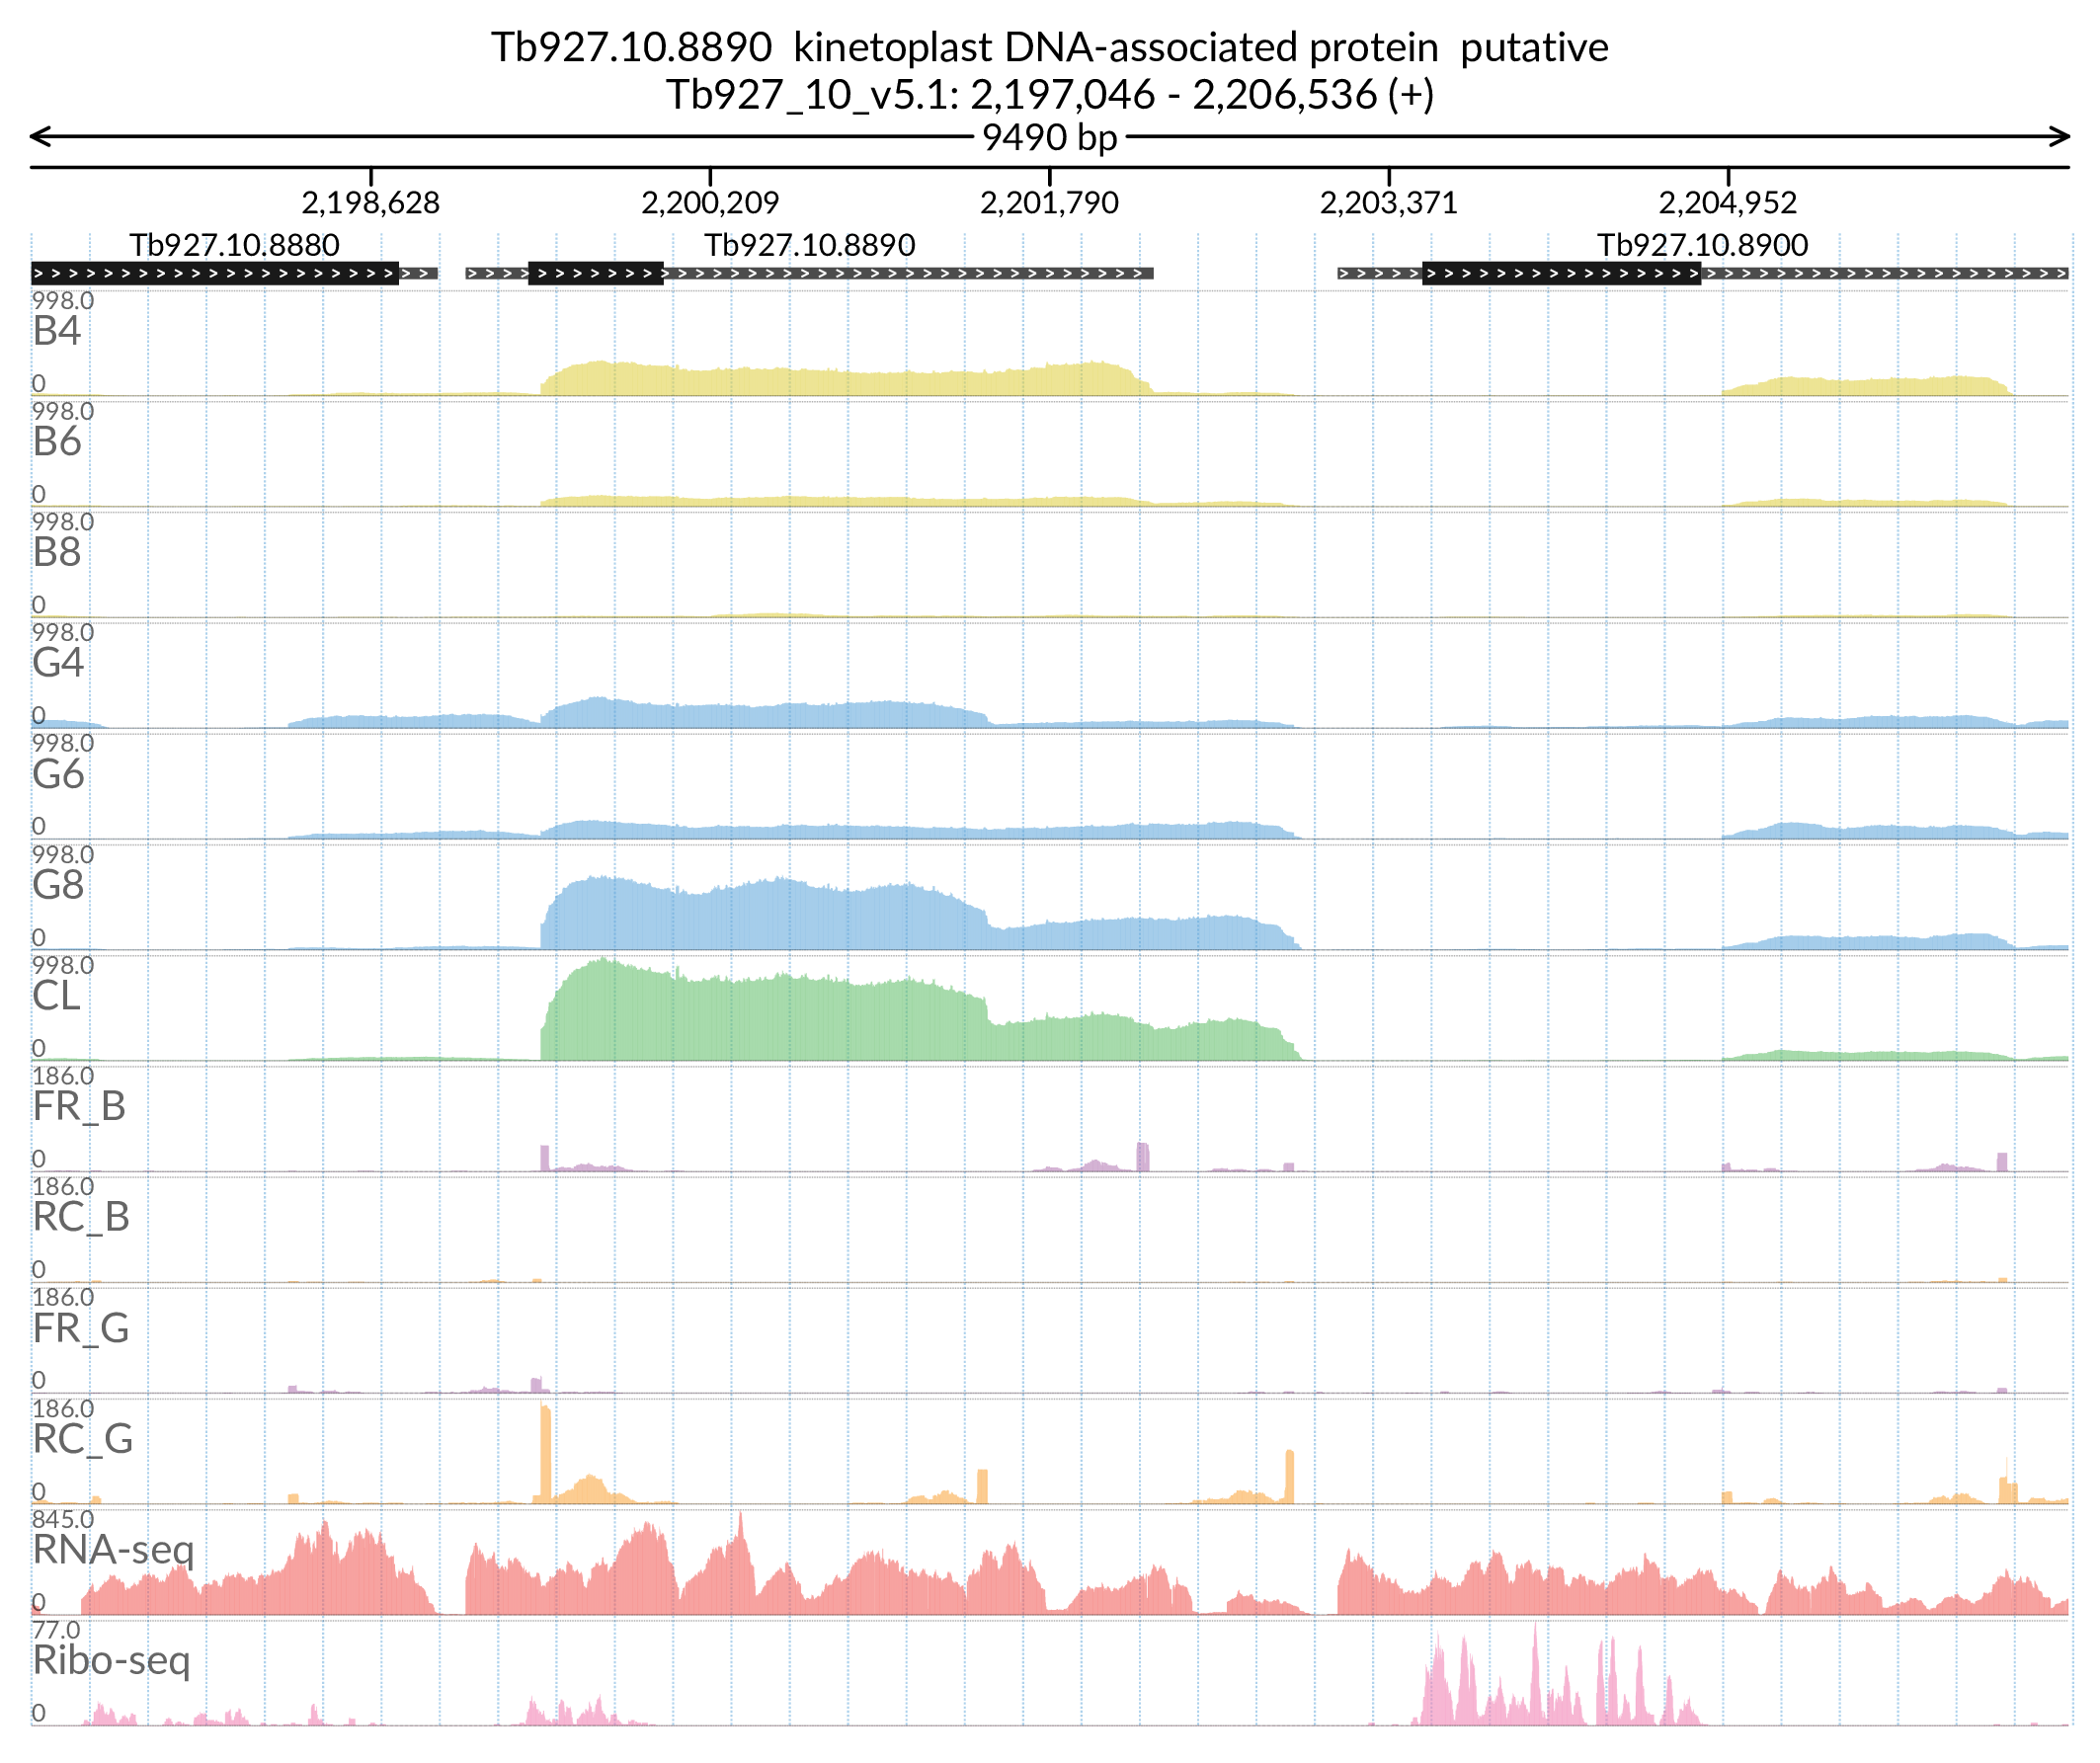 Tb927.10.8890  kinetoplast DNA-associated protein  putative
Tb927_10_v5.1: 2,197,046 - 2,206,536 (+)
9490 bp
2,198,628 2,200,209 2,201,790 2,203,371 2,204,952
Tb927.10.8880 Tb927.10.8890 Tb927.10.8900
998.0
B4
0
998.0
B6
0
998.0
B8
0
998.0
G4
0
998.0
G6
0
998.0
G8
0
998.0
CL
0
186.0
FR_B
0
186.0
RC_B
0
186.0
FR_G
0
186.0
RC_G
0
845.0
RNA-seq
0
77.0
Ribo-seq
0